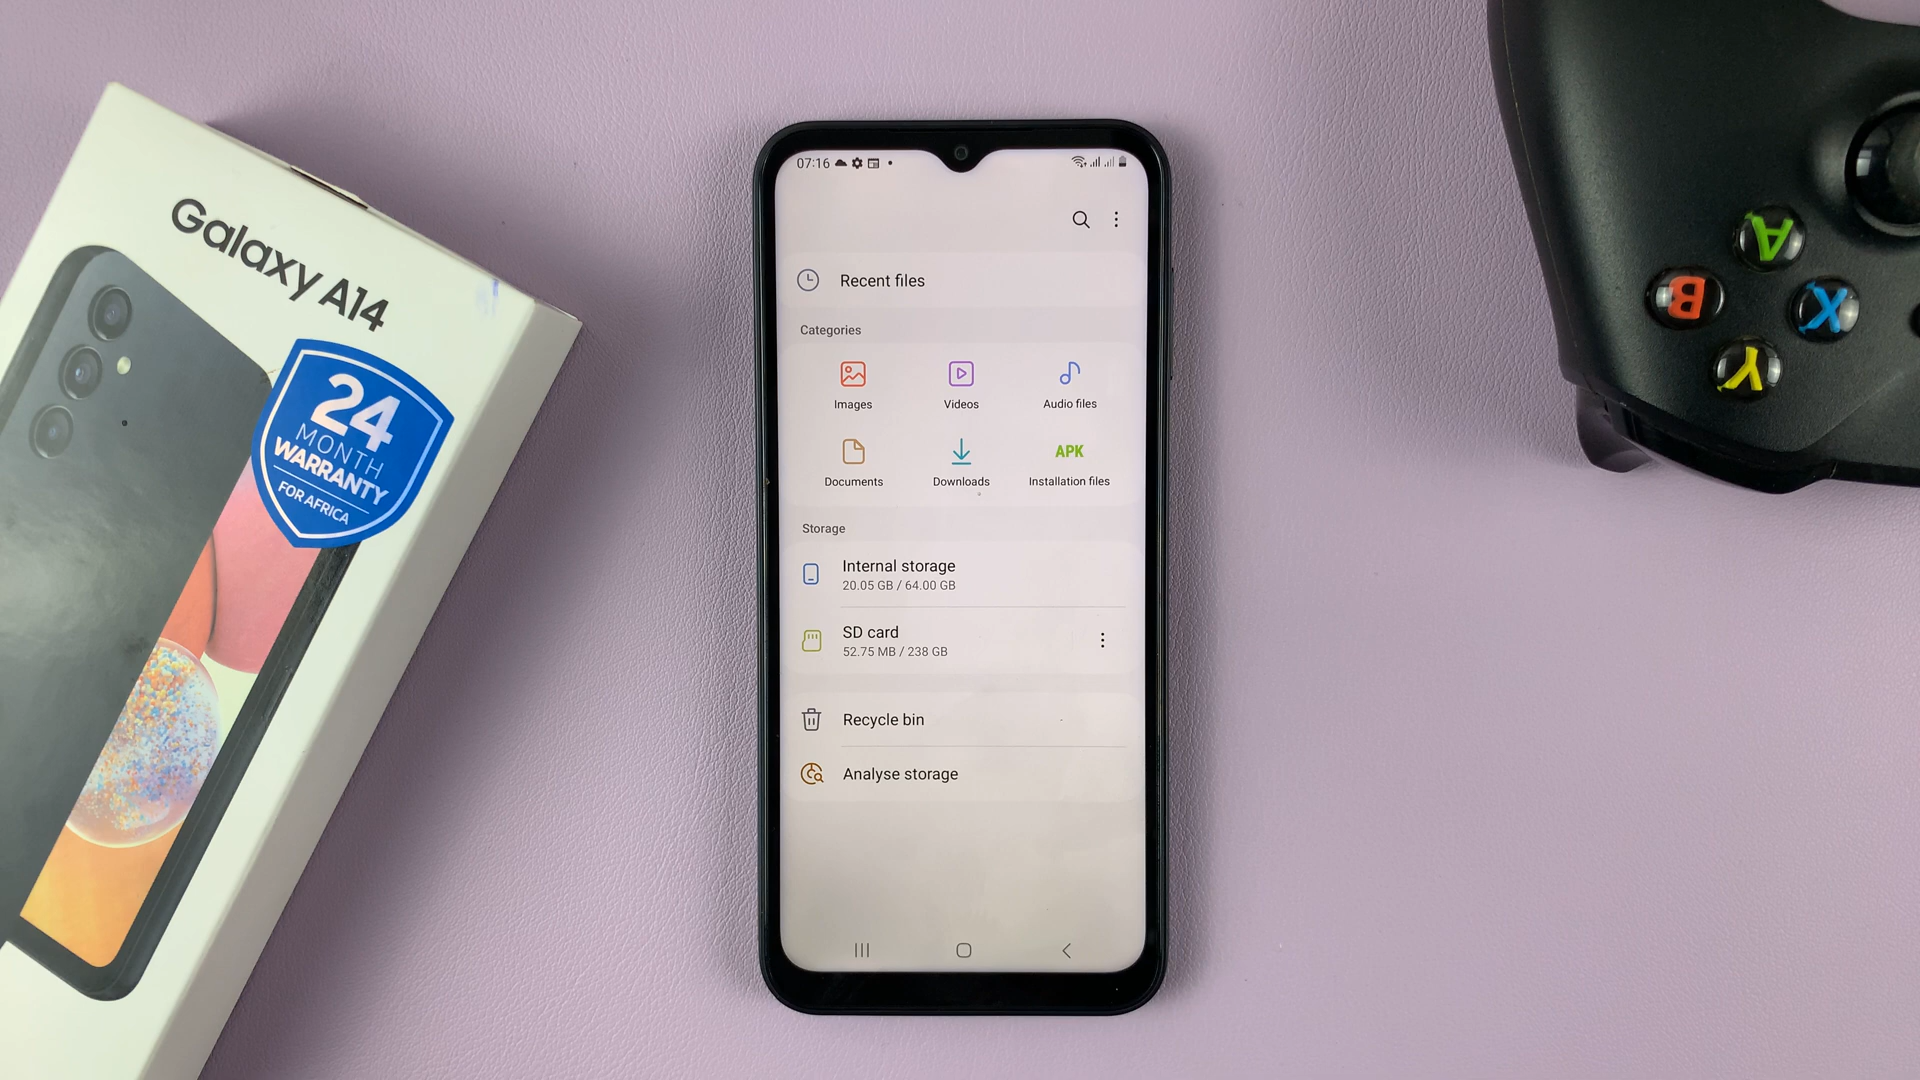 Galaxy A14
24
MONTH
WARRANTY
FOR AFRICA
07:16
Recent files
Categories
Images
Videos
Audio files
Documents
Downloads
APK
Installation files
Storage
Internal storage
20.05 GB / 64.00 GB
SD card
52.75 MB / 238 GB
Recycle bin
Analyse storage
A
B
X
Y